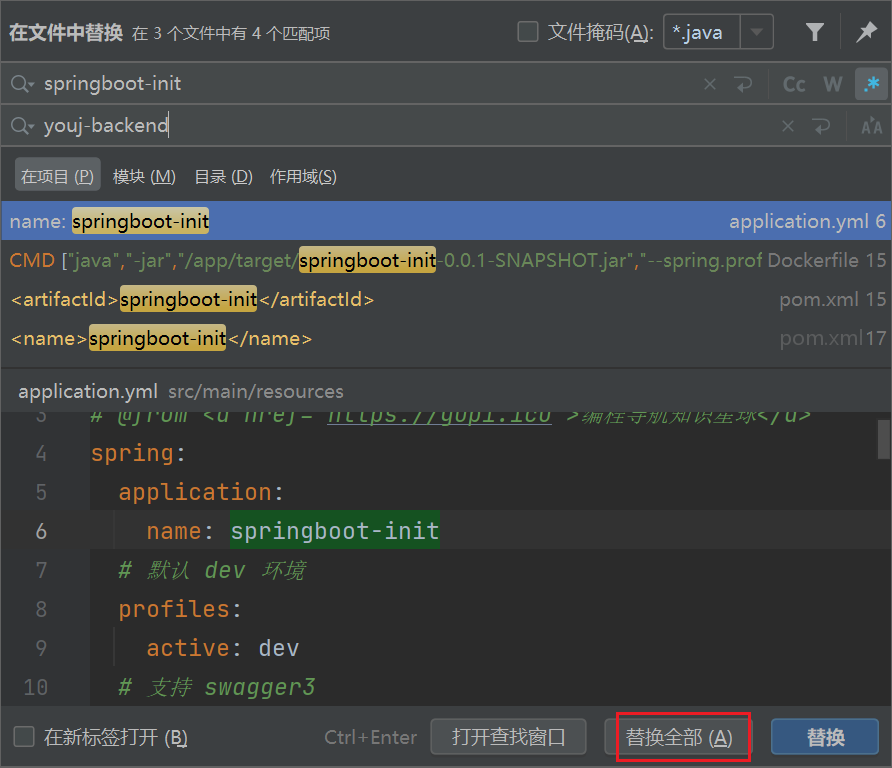 在文件中替换 在 3 个文件中有 4 个匹配项 文件掩码(A): *.java
springboot-init Cc W .*
youj-backend AA
在项目 (P) 模块 (M) 目录 (D) 作用域(S)
name: springboot-init application.yml 6
CMD ["java","-jar","/app/target/springboot-init-0.0.1-SNAPSHOT.jar","--spring.prof Dockerfile 15
<artifactId>springboot-init</artifactId> pom.xml 15
<name>springboot-init</name> pom.xml 17
application.yml src/main/resources
3 # @from <a href="https://yupi.icu">编程导航知识星球</a>
4 spring:
5 application:
6 name: springboot-init
7 # 默认 dev 环境
8 profiles:
9 active: dev
10 # 支持 swagger3
在新标签打开 (B) Ctrl+Enter 打开查找窗口 替换全部 (A) 替换